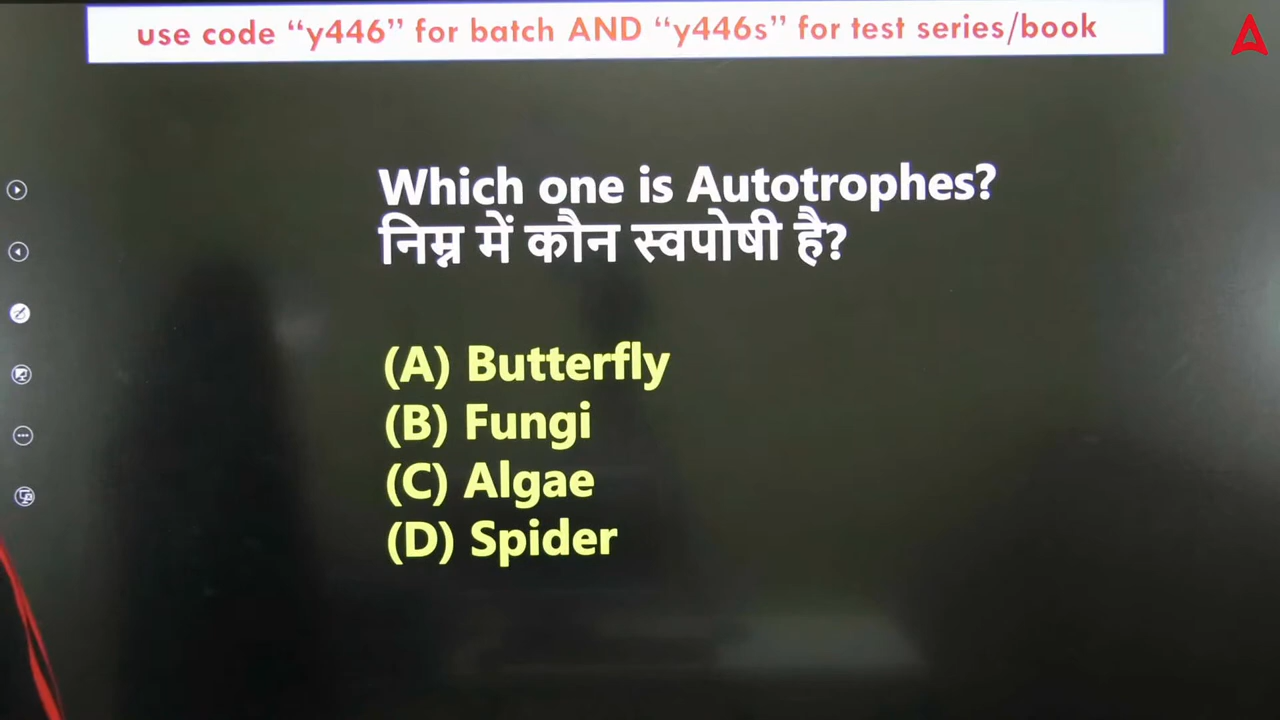 use code “y446” for batch AND “y446s” for test series/book
Which one is Autotrophes?
निम्न में कौन स्वपोषी है?
(A) Butterfly
(B) Fungi
(C) Algae
(D) Spider